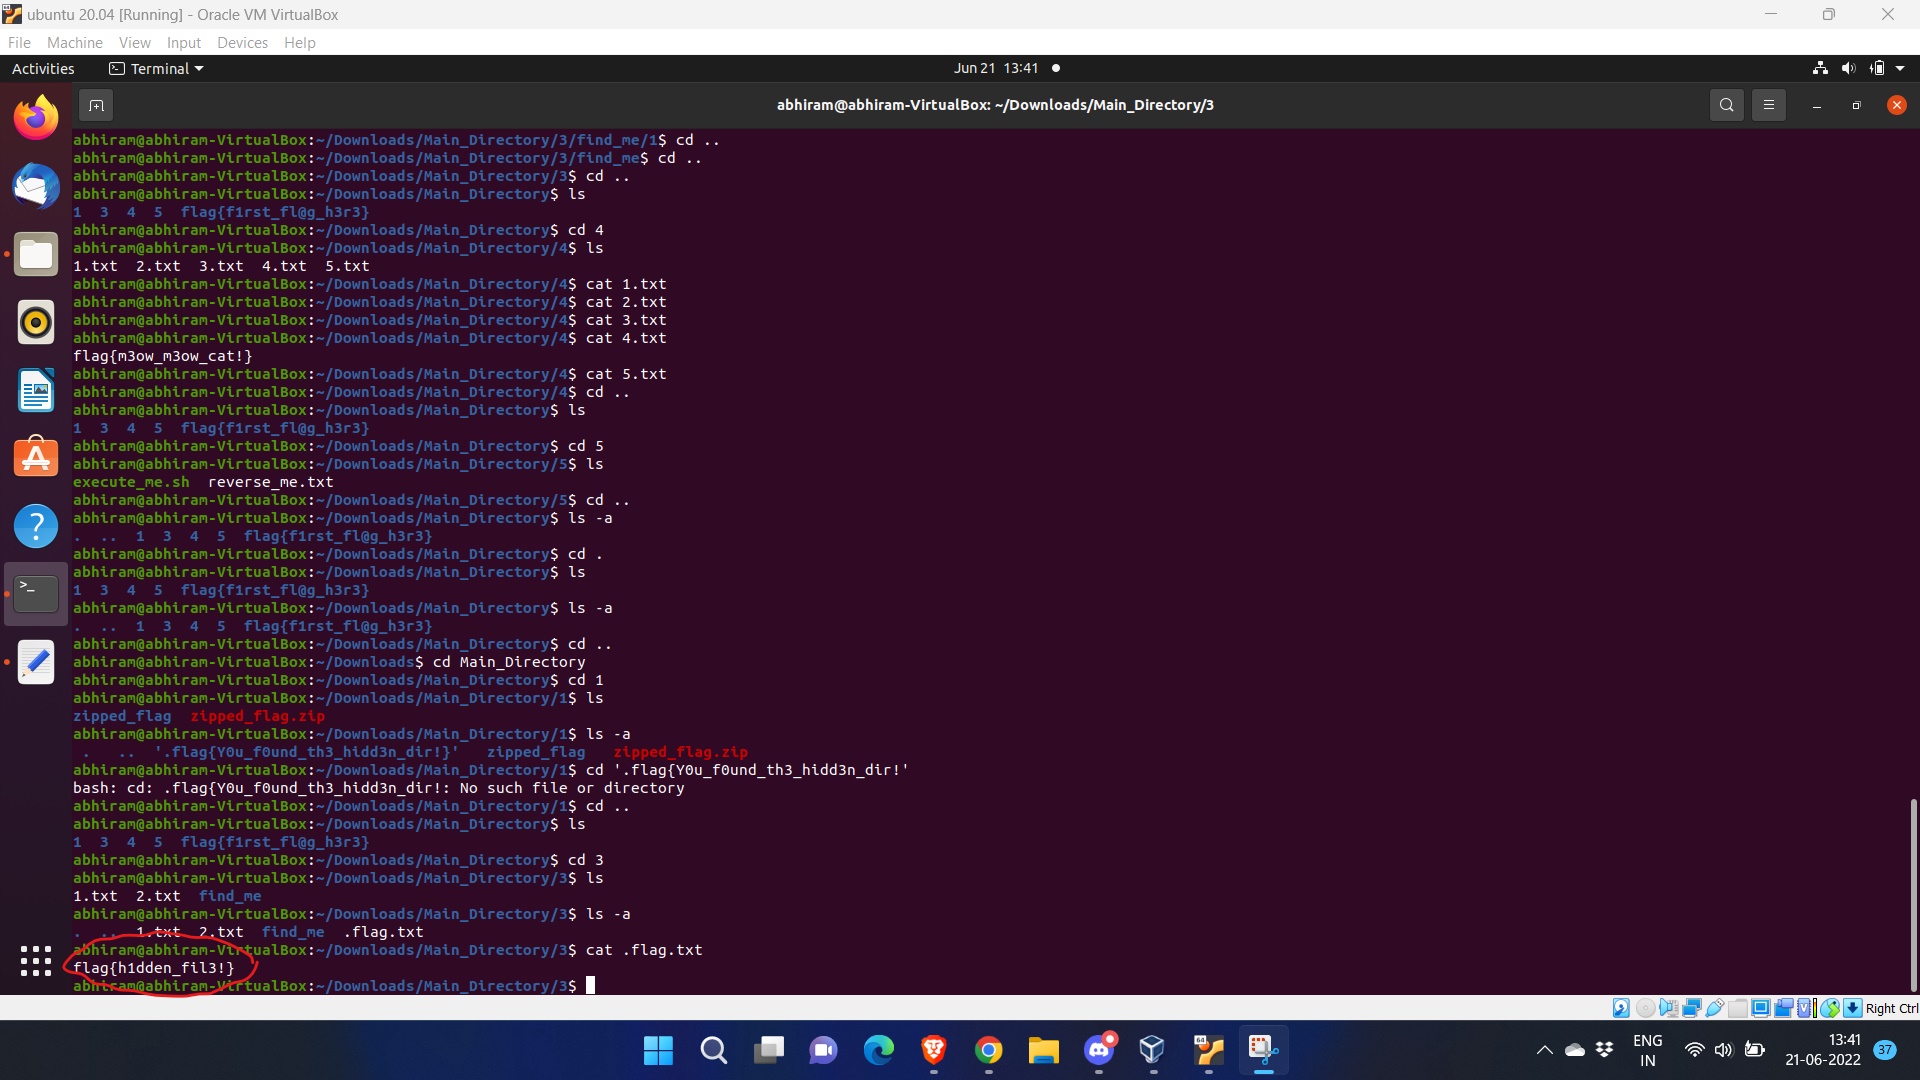 ubuntu 20.04 [Running] - Oracle VM VirtualBox
File Machine View Input Devices Help
Activities Terminal Jun 21 13:41
abhiram@abhiram-VirtualBox: ~/Downloads/Main_Directory/3
abhiram@abhiram-VirtualBox:~/Downloads/Main_Directory/3/find_me/1$ cd ..
abhiram@abhiram-VirtualBox:~/Downloads/Main_Directory/3/find_me$ cd ..
abhiram@abhiram-VirtualBox:~/Downloads/Main_Directory/3$ cd ..
abhiram@abhiram-VirtualBox:~/Downloads/Main_Directory$ ls
1 3 4 5 flag{f1rst_fl@g_h3r3}
abhiram@abhiram-VirtualBox:~/Downloads/Main_Directory$ cd 4
abhiram@abhiram-VirtualBox:~/Downloads/Main_Directory/4$ ls
1.txt 2.txt 3.txt 4.txt 5.txt
abhiram@abhiram-VirtualBox:~/Downloads/Main_Directory/4$ cat 1.txt
abhiram@abhiram-VirtualBox:~/Downloads/Main_Directory/4$ cat 2.txt
abhiram@abhiram-VirtualBox:~/Downloads/Main_Directory/4$ cat 3.txt
abhiram@abhiram-VirtualBox:~/Downloads/Main_Directory/4$ cat 4.txt
flag{m3ow_m3ow_cat!}
abhiram@abhiram-VirtualBox:~/Downloads/Main_Directory/4$ cat 5.txt
abhiram@abhiram-VirtualBox:~/Downloads/Main_Directory/4$ cd ..
abhiram@abhiram-VirtualBox:~/Downloads/Main_Directory$ ls
1 3 4 5 flag{f1rst_fl@g_h3r3}
abhiram@abhiram-VirtualBox:~/Downloads/Main_Directory$ cd 5
abhiram@abhiram-VirtualBox:~/Downloads/Main_Directory/5$ ls
execute_me.sh reverse_me.txt
abhiram@abhiram-VirtualBox:~/Downloads/Main_Directory/5$ cd ..
abhiram@abhiram-VirtualBox:~/Downloads/Main_Directory$ ls -a
. .. 1 3 4 5 flag{f1rst_fl@g_h3r3}
abhiram@abhiram-VirtualBox:~/Downloads/Main_Directory$ cd .
abhiram@abhiram-VirtualBox:~/Downloads/Main_Directory$ ls
1 3 4 5 flag{f1rst_fl@g_h3r3}
abhiram@abhiram-VirtualBox:~/Downloads/Main_Directory$ ls -a
. .. 1 3 4 5 flag{f1rst_fl@g_h3r3}
abhiram@abhiram-VirtualBox:~/Downloads/Main_Directory$ cd ..
abhiram@abhiram-VirtualBox:~/Downloads$ cd Main_Directory
abhiram@abhiram-VirtualBox:~/Downloads/Main_Directory$ cd 1
abhiram@abhiram-VirtualBox:~/Downloads/Main_Directory/1$ ls
zipped_flag zipped_flag.zip
abhiram@abhiram-VirtualBox:~/Downloads/Main_Directory/1$ ls -a
. .. '.flag{Y0u_f0und_th3_hidd3n_dir!}' zipped_flag zipped_flag.zip
abhiram@abhiram-VirtualBox:~/Downloads/Main_Directory/1$ cd '.flag{Y0u_f0und_th3_hidd3n_dir!'
bash: cd: .flag{Y0u_f0und_th3_hidd3n_dir!: No such file or directory
abhiram@abhiram-VirtualBox:~/Downloads/Main_Directory/1$ cd ..
abhiram@abhiram-VirtualBox:~/Downloads/Main_Directory$ ls
1 3 4 5 flag{f1rst_fl@g_h3r3}
abhiram@abhiram-VirtualBox:~/Downloads/Main_Directory$ cd 3
abhiram@abhiram-VirtualBox:~/Downloads/Main_Directory/3$ ls
1.txt 2.txt find_me
abhiram@abhiram-VirtualBox:~/Downloads/Main_Directory/3$ ls -a
. .. 1.txt 2.txt find_me .flag.txt
abhiram@abhiram-VirtualBox:~/Downloads/Main_Directory/3$ cat .flag.txt
flag{h1dden_fil3!}
abhiram@abhiram-VirtualBox:~/Downloads/Main_Directory/3$
Right Ctrl
ENG
IN
13:41
21-06-2022
37